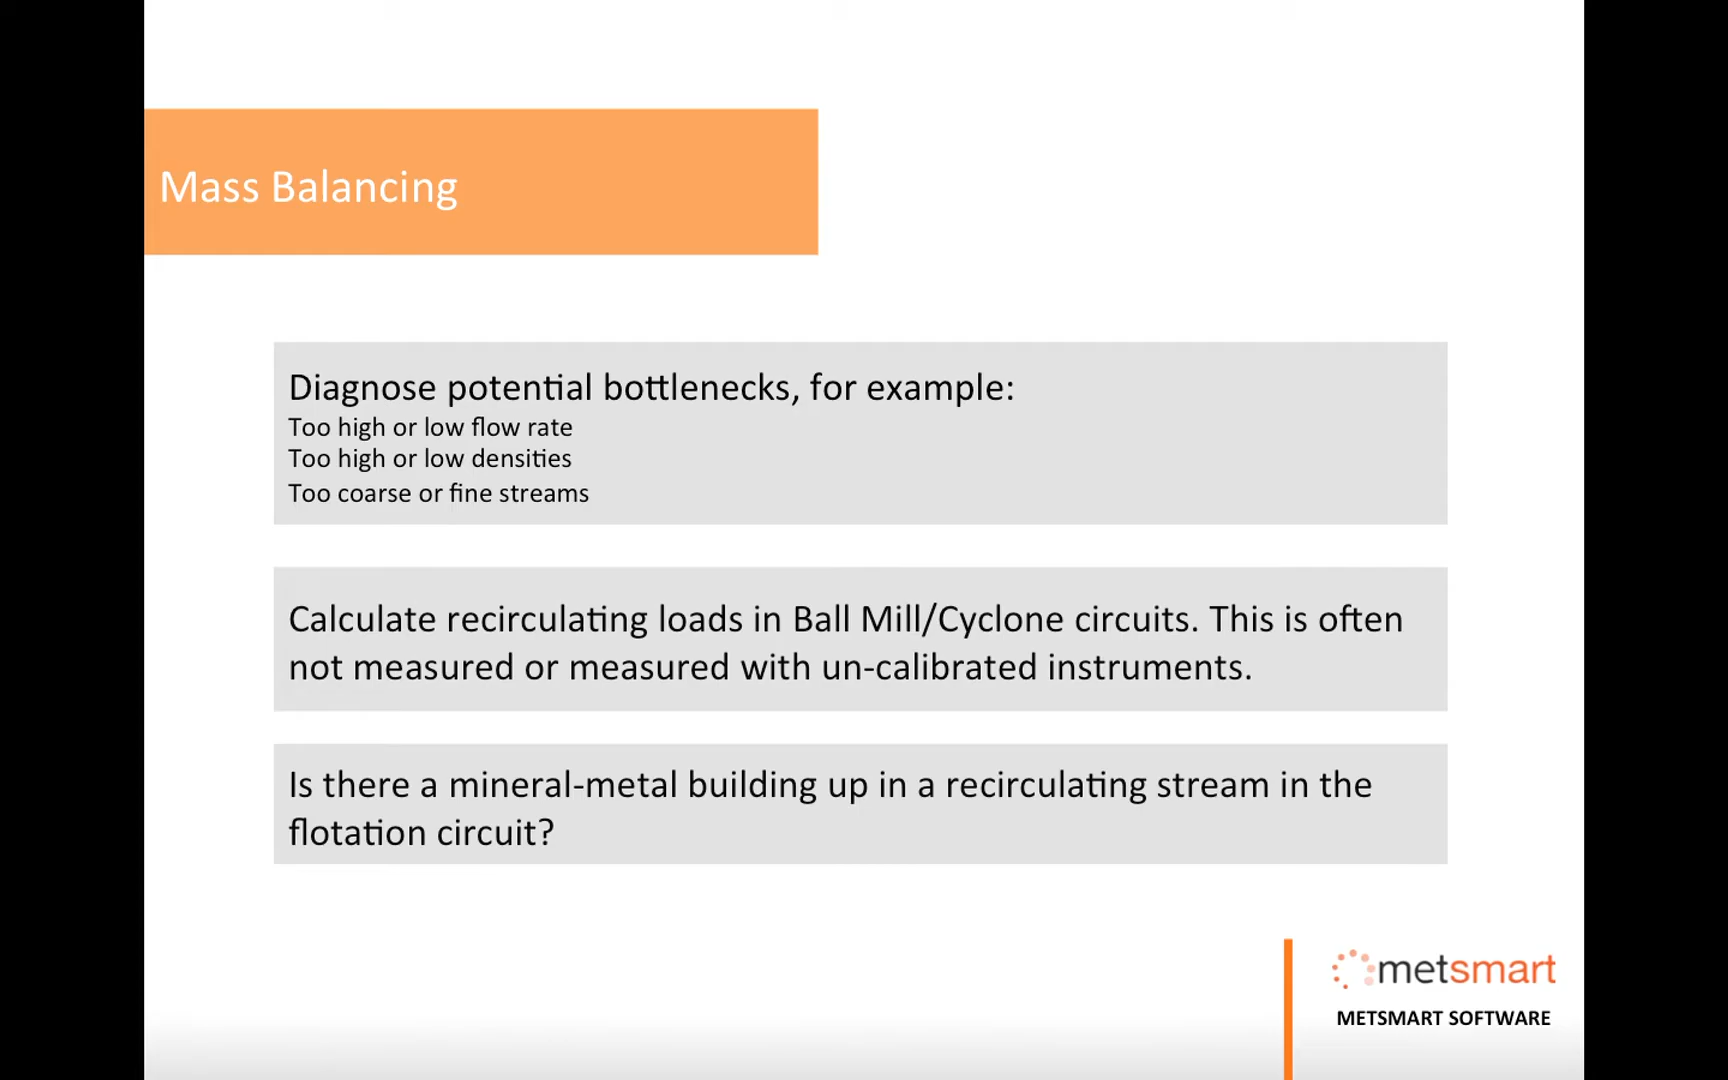 Mass Balancing
Diagnose potential bottlenecks, for example:
Too high or low flow rate
Too high or low densities
Too coarse or fine streams
Calculate recirculating loads in Ball Mill/Cyclone circuits. This is often
not measured or measured with un-calibrated instruments.
Is there a mineral-metal building up in a recirculating stream in the
flotation circuit?
metsmart
METSMART SOFTWARE